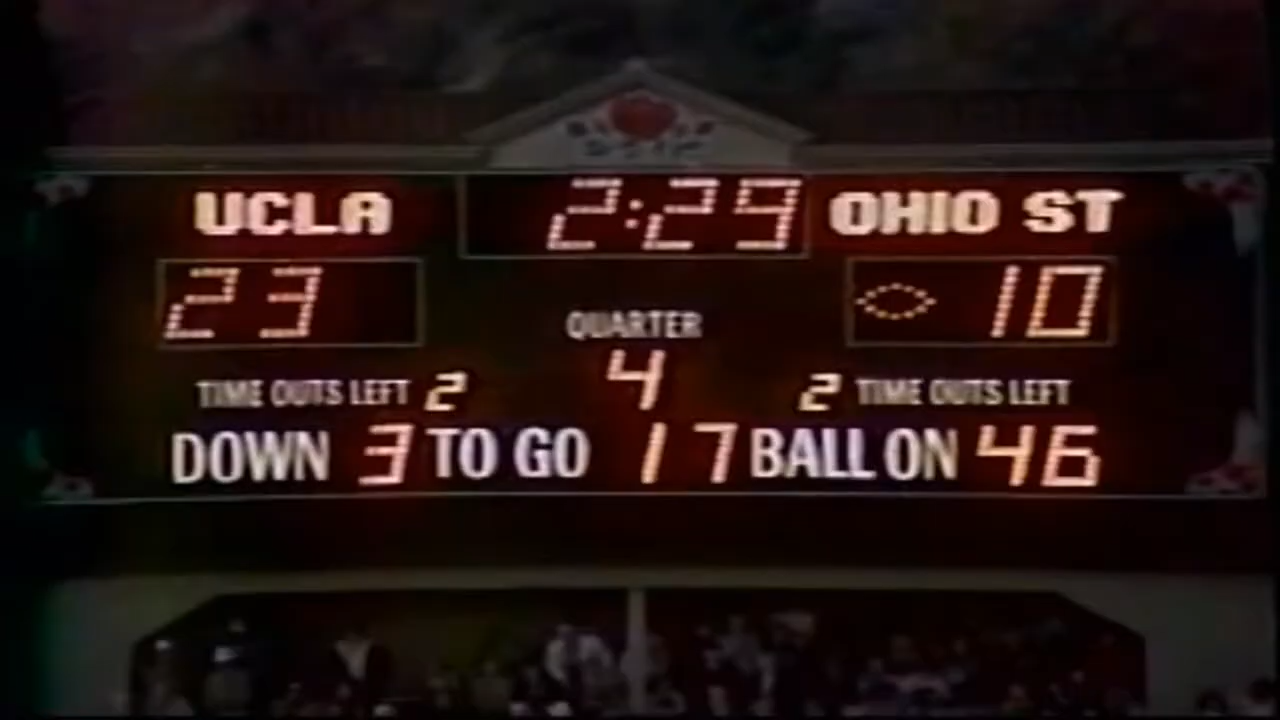 UCLA 2:29 OHIO ST
23 10
QUARTER
4
TIME OUTS LEFT 2 2 TIME OUTS LEFT
DOWN 3 TO GO 17 BALL ON 46